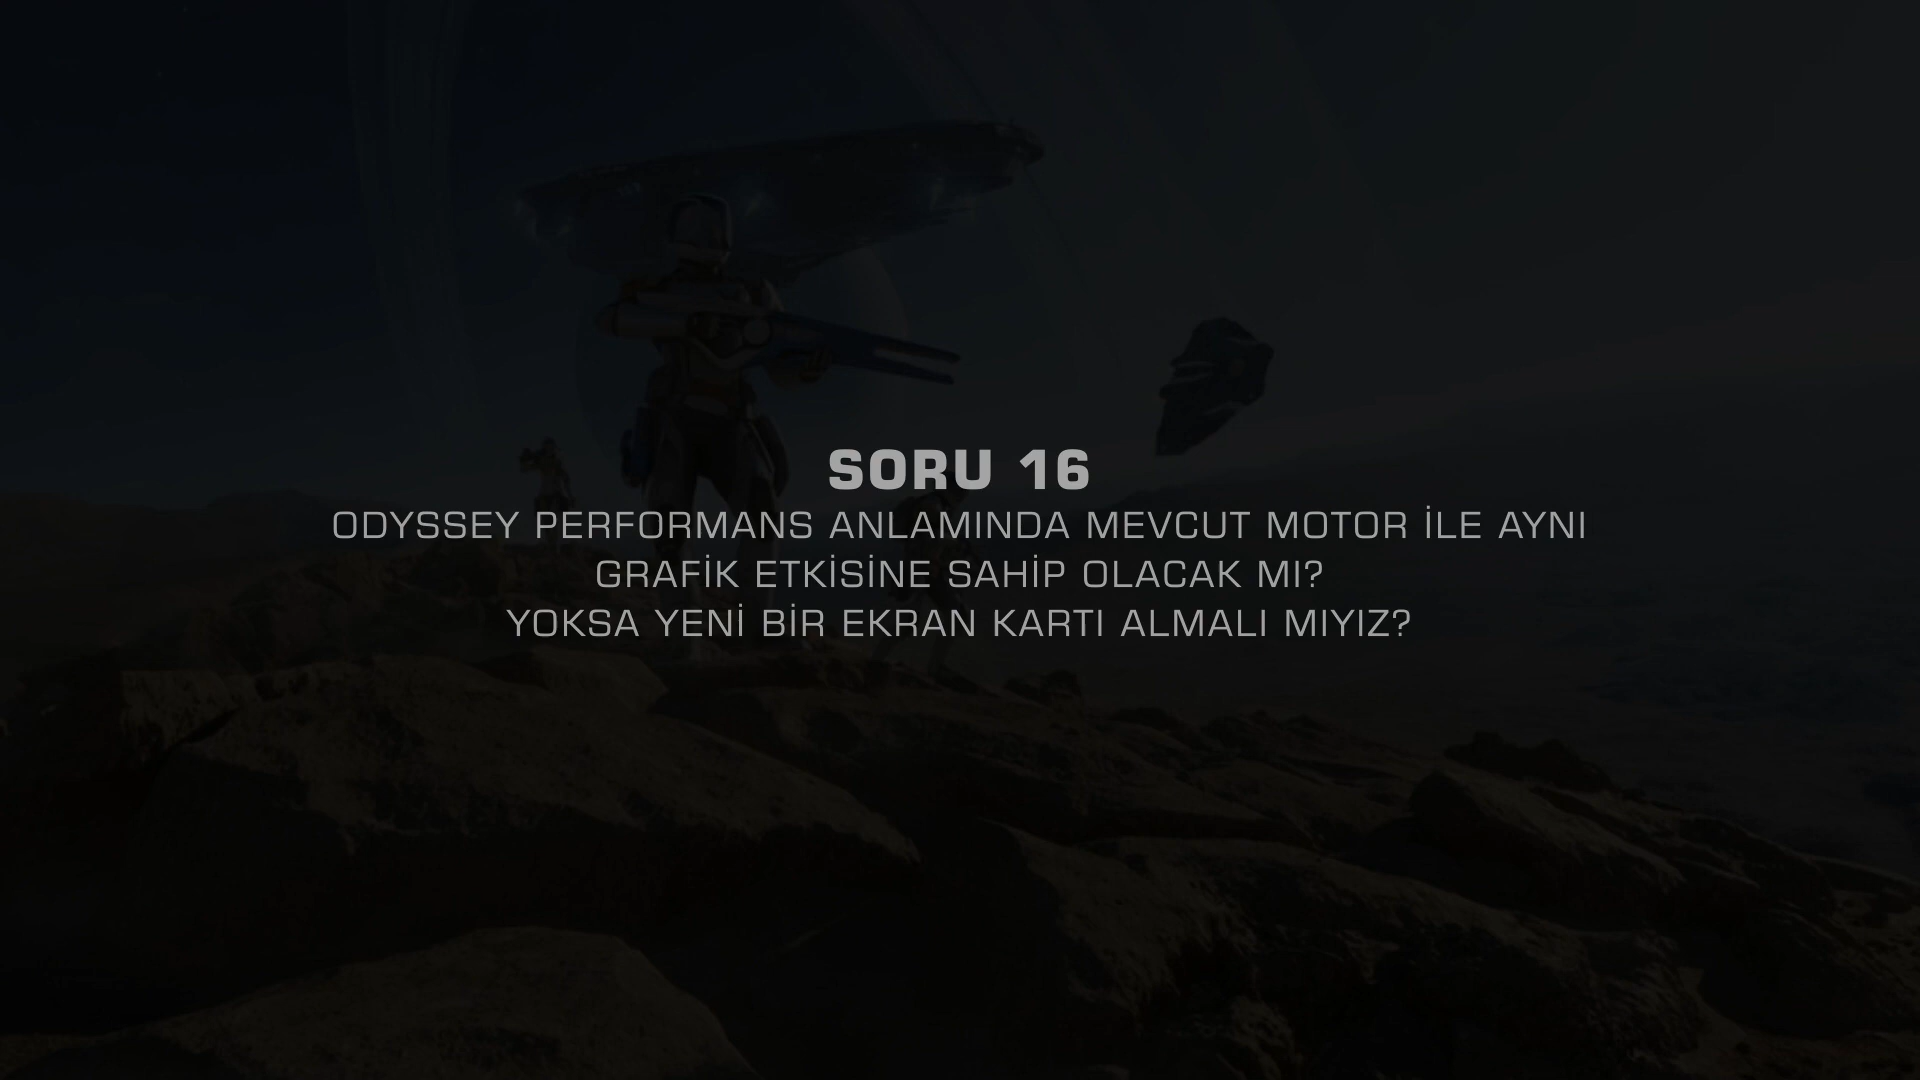 SORU 16
ODYSSEY PERFORMANS ANLAMINDA MEVCUT MOTOR İLE AYNI
GRAFİK ETKİSİNE SAHİP OLACAK MI?
YOKSA YENİ BİR EKRAN KARTI ALMALI MIYIZ?